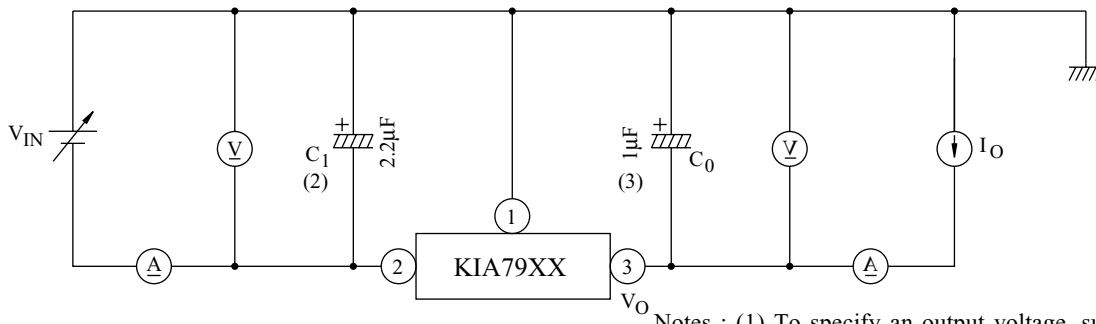 V_IN
V
C_1
(2)
+
2.2μF
1μF
(3)
+
C_0
V
I_O
1
A
2
KIA79XX
3
V_O
A
Notes : (1) To specify an output voltage,